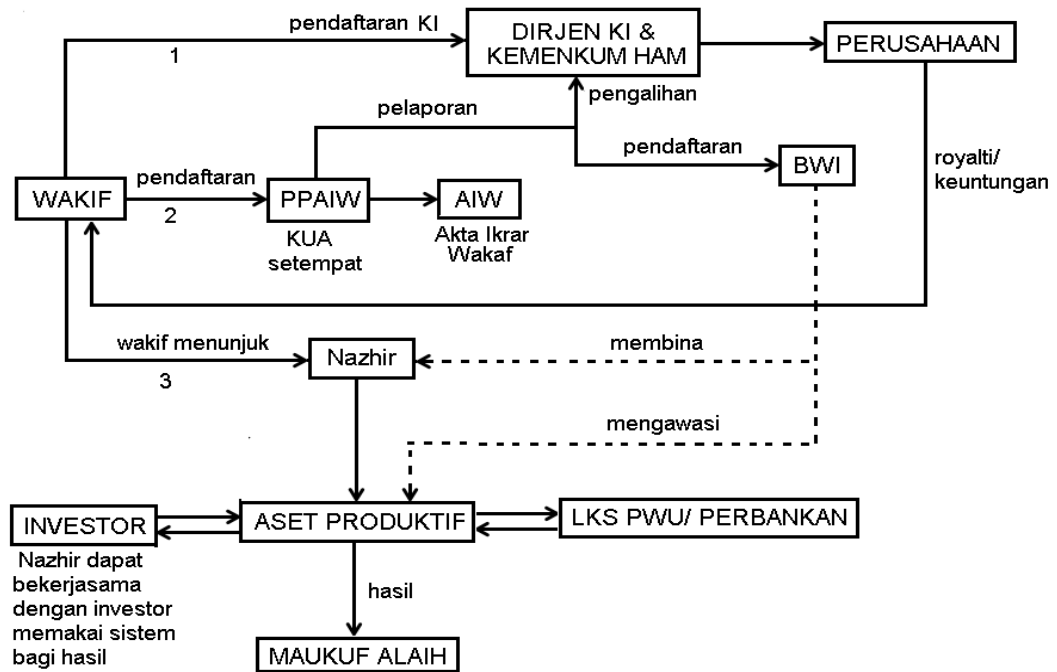 pendaftaran KI
1
DIRJEN KI &
KEMENKUM HAM
PERUSAHAAN
pengalihan
pelaporan
pendaftaran
BWI
royalti/
keuntungan
WAKIF
pendaftaran
2
PPAIW
KUA
setempat
AIW
Akta Ikrar
Wakaf
wakif menunjuk
3
Nazhir
membina
mengawasi
INVESTOR
Nazhir dapat
bekerjasama
dengan investor
memakai sistem
bagi hasil
ASET PRODUKTIF
LKS PWU/ PERBANKAN
hasil
MAUKUF ALAIH